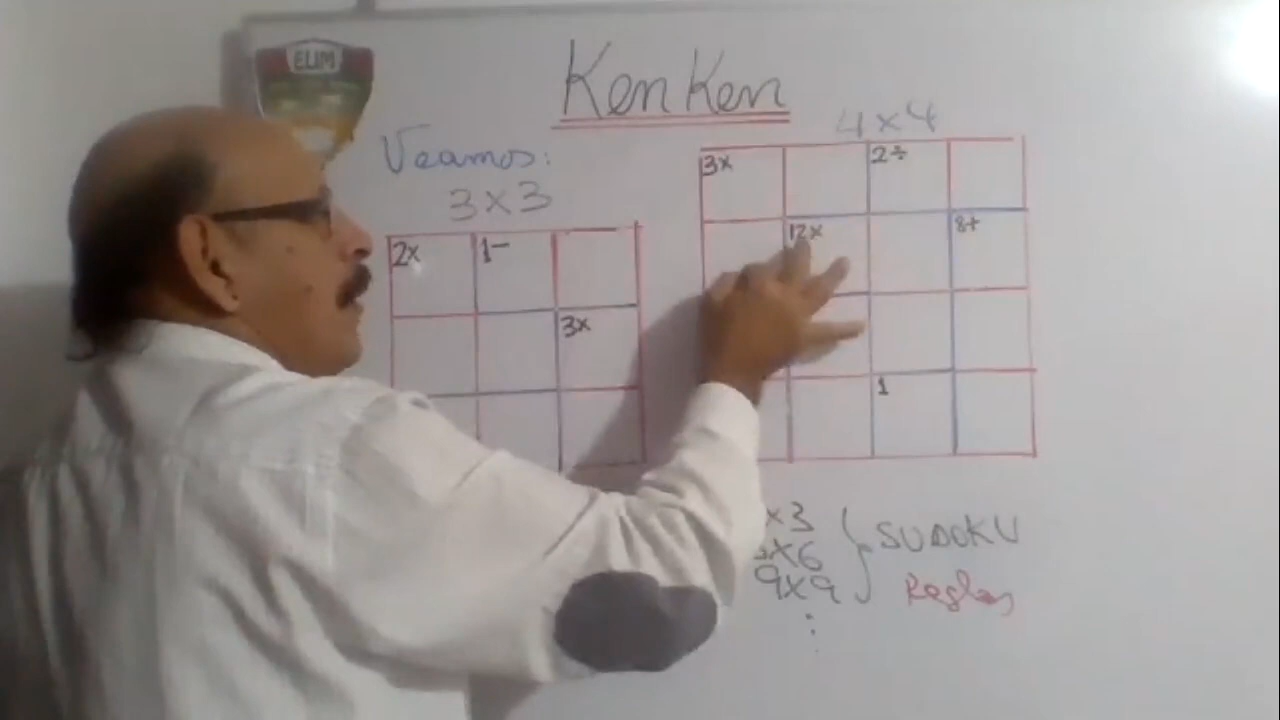 ELIM
KenKen
Veamos:
3x3
4x4
2x 1-
3x
3x 2÷
12x 8+
1
x3
x6
9x9
SUDOKU
Reglas